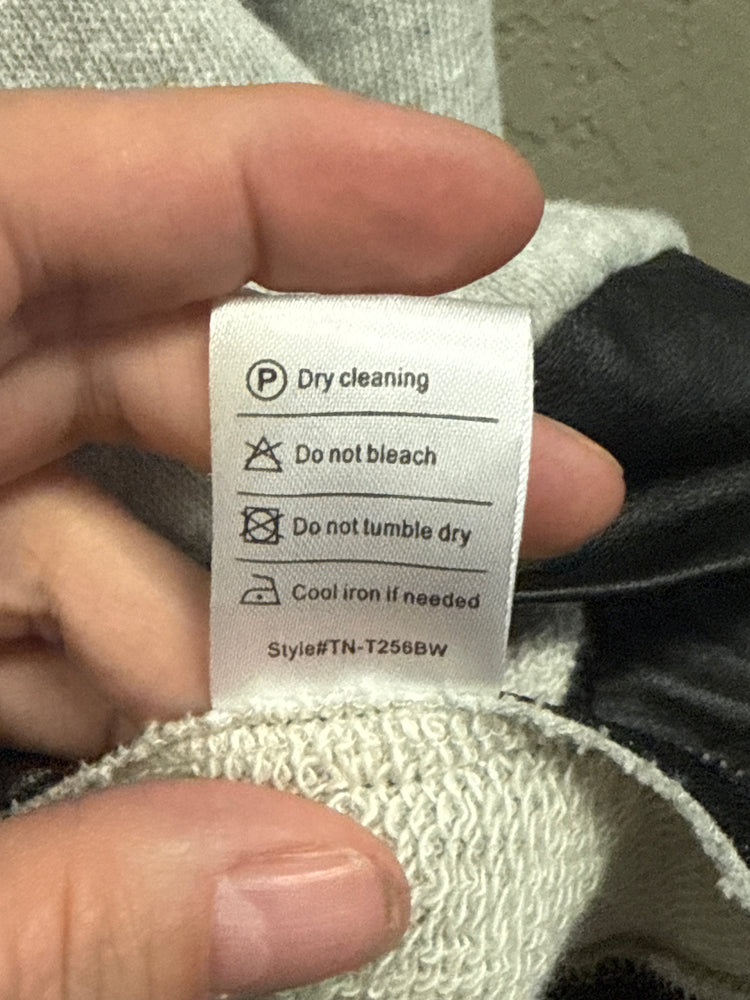 P Dry cleaning
Do not bleach
Do not tumble dry
Cool iron if needed
Style#TN-T256BW